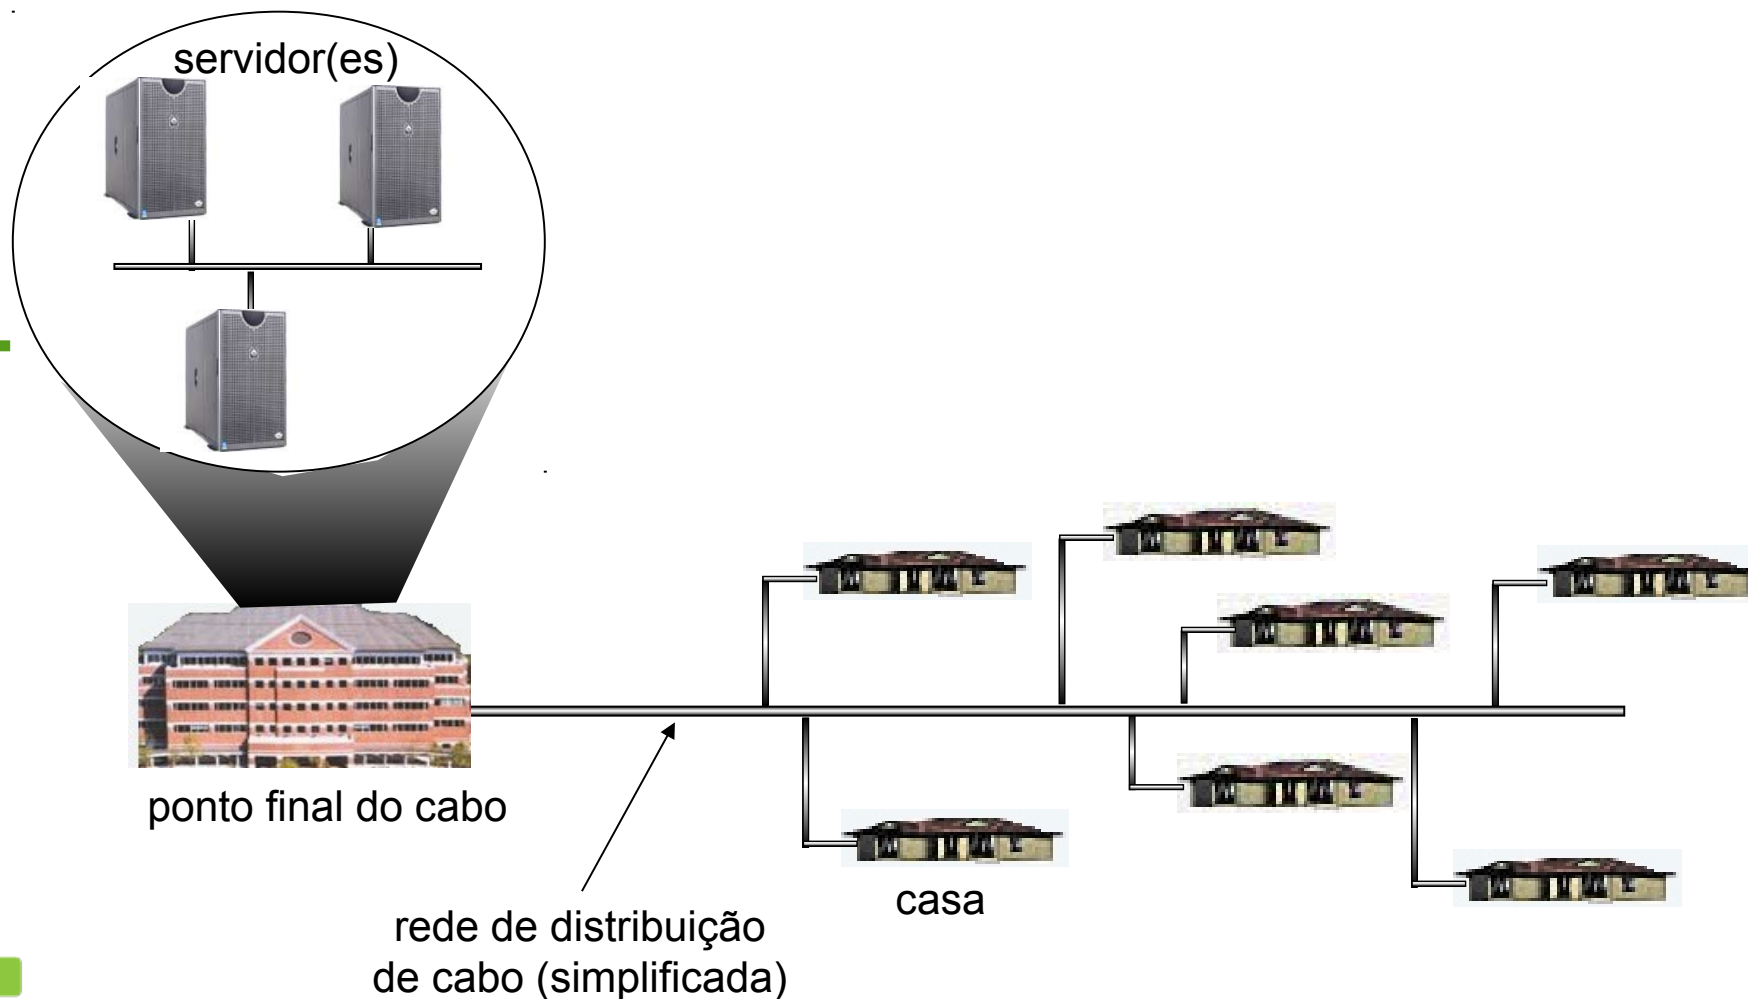 servidor(es)
ponto final do cabo
casa
rede de distribuição
de cabo (simplificada)